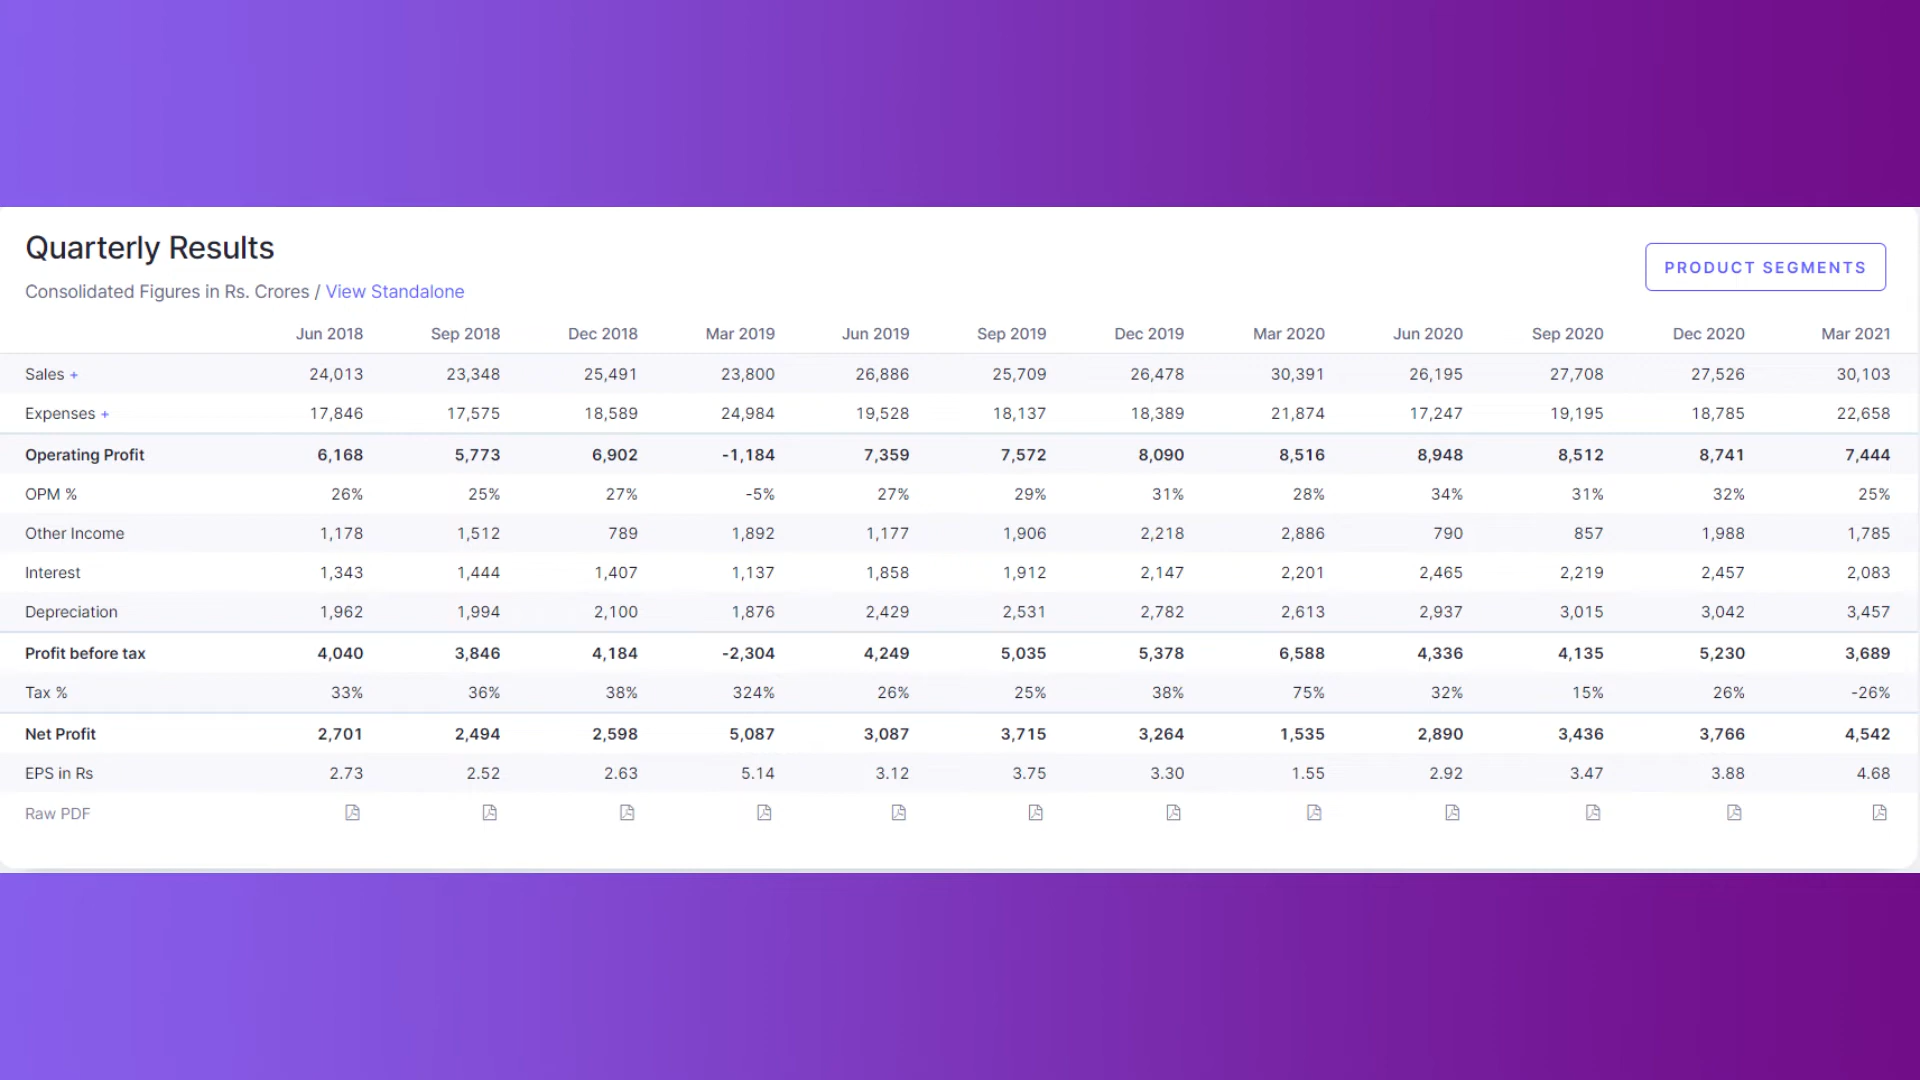 Quarterly Results
PRODUCT SEGMENTS
Consolidated Figures in Rs. Crores / View Standalone
Jun 2018 Sep 2018 Dec 2018 Mar 2019 Jun 2019 Sep 2019 Dec 2019 Mar 2020 Jun 2020 Sep 2020 Dec 2020 Mar 2021
Sales + 24,013 23,348 25,491 23,800 26,886 25,709 26,478 30,391 26,195 27,708 27,526 30,103
Expenses + 17,846 17,575 18,589 24,984 19,528 18,137 18,389 21,874 17,247 19,195 18,785 22,658
Operating Profit 6,168 5,773 6,902 -1,184 7,359 7,572 8,090 8,516 8,948 8,512 8,741 7,444
OPM % 26% 25% 27% -5% 27% 29% 31% 28% 34% 31% 32% 25%
Other Income 1,178 1,512 789 1,892 1,177 1,906 2,218 2,886 790 857 1,988 1,785
Interest 1,343 1,444 1,407 1,137 1,858 1,912 2,147 2,201 2,465 2,219 2,457 2,083
Depreciation 1,962 1,994 2,100 1,876 2,429 2,531 2,782 2,613 2,937 3,015 3,042 3,457
Profit before tax 4,040 3,846 4,184 -2,304 4,249 5,035 5,378 6,588 4,336 4,135 5,230 3,689
Tax % 33% 36% 38% 324% 26% 25% 38% 75% 32% 15% 26% -26%
Net Profit 2,701 2,494 2,598 5,087 3,087 3,715 3,264 1,535 2,890 3,436 3,766 4,542
EPS in Rs 2.73 2.52 2.63 5.14 3.12 3.75 3.30 1.55 2.92 3.47 3.88 4.68
Raw PDF